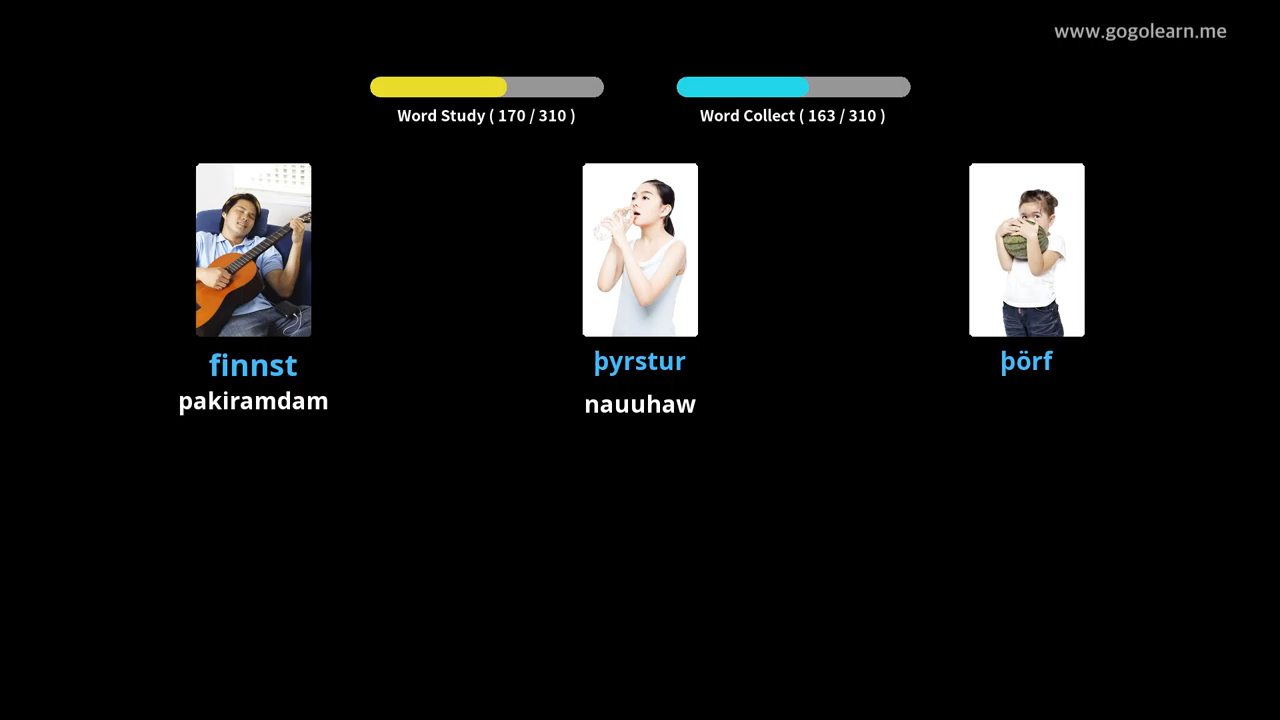 www.gogolearn.me
Word Study ( 170 / 310 )
Word Collect ( 163 / 310 )
finnst
pakiramdam
þyrstur
nauuhaw
þörf